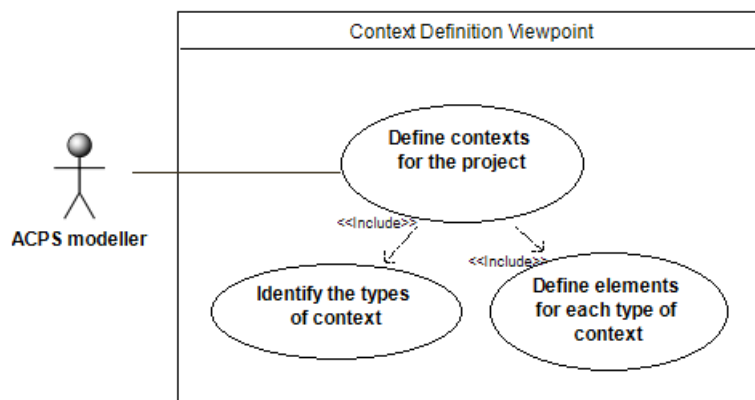 Context Definition Viewpoint
Define contexts
for the project
ACPS modeller
<<Include>>
<<Include>>
Identify the types
of context
Define elements
for each type of
context